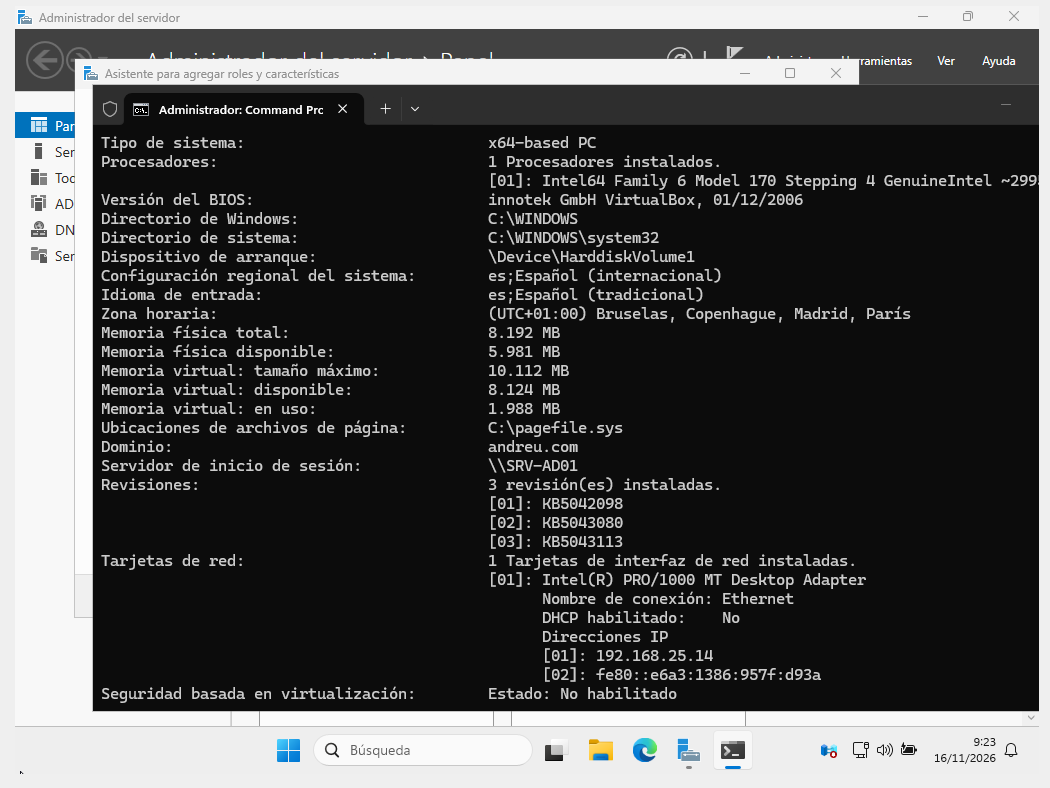 Administrador del servidor
Ver
Ayuda
Asistente para agregar roles y características
Administrador: Command Prc
Tipo de sistema: x64-based PC
Procesadores: 1 Procesadores instalados.
[01]: Intel64 Family 6 Model 170 Stepping 4 GenuineIntel ~299
Versión del BIOS: innotek GmbH VirtualBox, 01/12/2006
Directorio de Windows: C:\WINDOWS
Directorio de sistema: C:\WINDOWS\system32
Dispositivo de arranque: \Device\HarddiskVolume1
Configuración regional del sistema: es;Español (internacional)
Idioma de entrada: es;Español (tradicional)
Zona horaria: (UTC+01:00) Bruselas, Copenhague, Madrid, París
Memoria física total: 8.192 MB
Memoria física disponible: 5.981 MB
Memoria virtual: tamaño máximo: 10.112 MB
Memoria virtual: disponible: 8.124 MB
Memoria virtual: en uso: 1.988 MB
Ubicaciones de archivos de página: C:\pagefile.sys
Dominio: andreu.com
Servidor de inicio de sesión: \\SRV-AD01
Revisiones: 3 revisión(es) instaladas.
[01]: KB5042098
[02]: KB5043080
[03]: KB5043113
Tarjetas de red: 1 Tarjetas de interfaz de red instaladas.
[01]: Intel(R) PRO/1000 MT Desktop Adapter
Nombre de conexión: Ethernet
DHCP habilitado: No
Direcciones IP
[01]: 192.168.25.14
[02]: fe80::e6a3:1386:957f:d93a
Seguridad basada en virtualización: Estado: No habilitado
Par
Ser
Toc
AD
DN
Ser
Búsqueda
9:23
16/11/2026